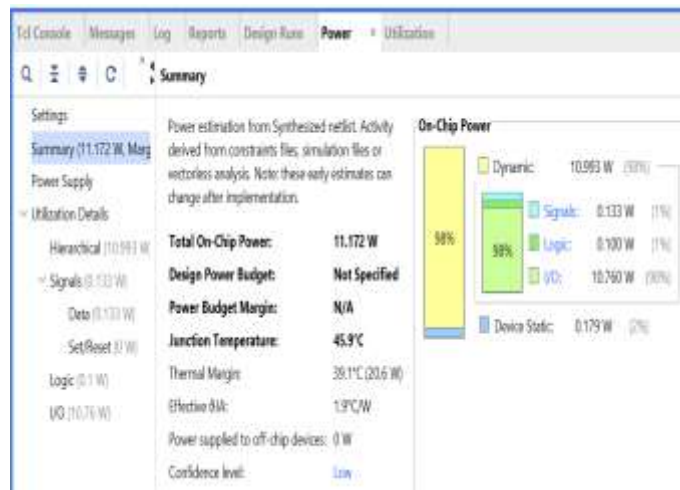 Tcl Console Messages Log Reports Design Runs Power × Utilization
Summary
Settings
Summary (11.172 W, Marg
Power Supply
Utilization Details
Hierarchical (10.993 W)
Signals (0.133 W)
Data (0.133 W)
Set/Reset (0 W)
Logic (0.1 W)
I/O (10.76 W)
Power estimation from Synthesized netlist. Activity
derived from constraints files, simulation files or
vectorless analysis. Note: these early estimates can
change after implementation.
Total On-Chip Power: 11.172 W
Design Power Budget: Not Specified
Power Budget Margin: N/A
Junction Temperature: 45.9°C
Thermal Margin: 39.1°C (20.6 W)
Effective θJA: 1.9°C/W
Power supplied to off-chip devices: 0 W
Confidence level: Low
On-Chip Power
98%
Dynamic: 10.993 W (98%)
98%
Signals: 0.133 W (1%)
Logic: 0.100 W (1%)
I/O: 10.760 W (98%)
Device Static: 0.179 W (2%)